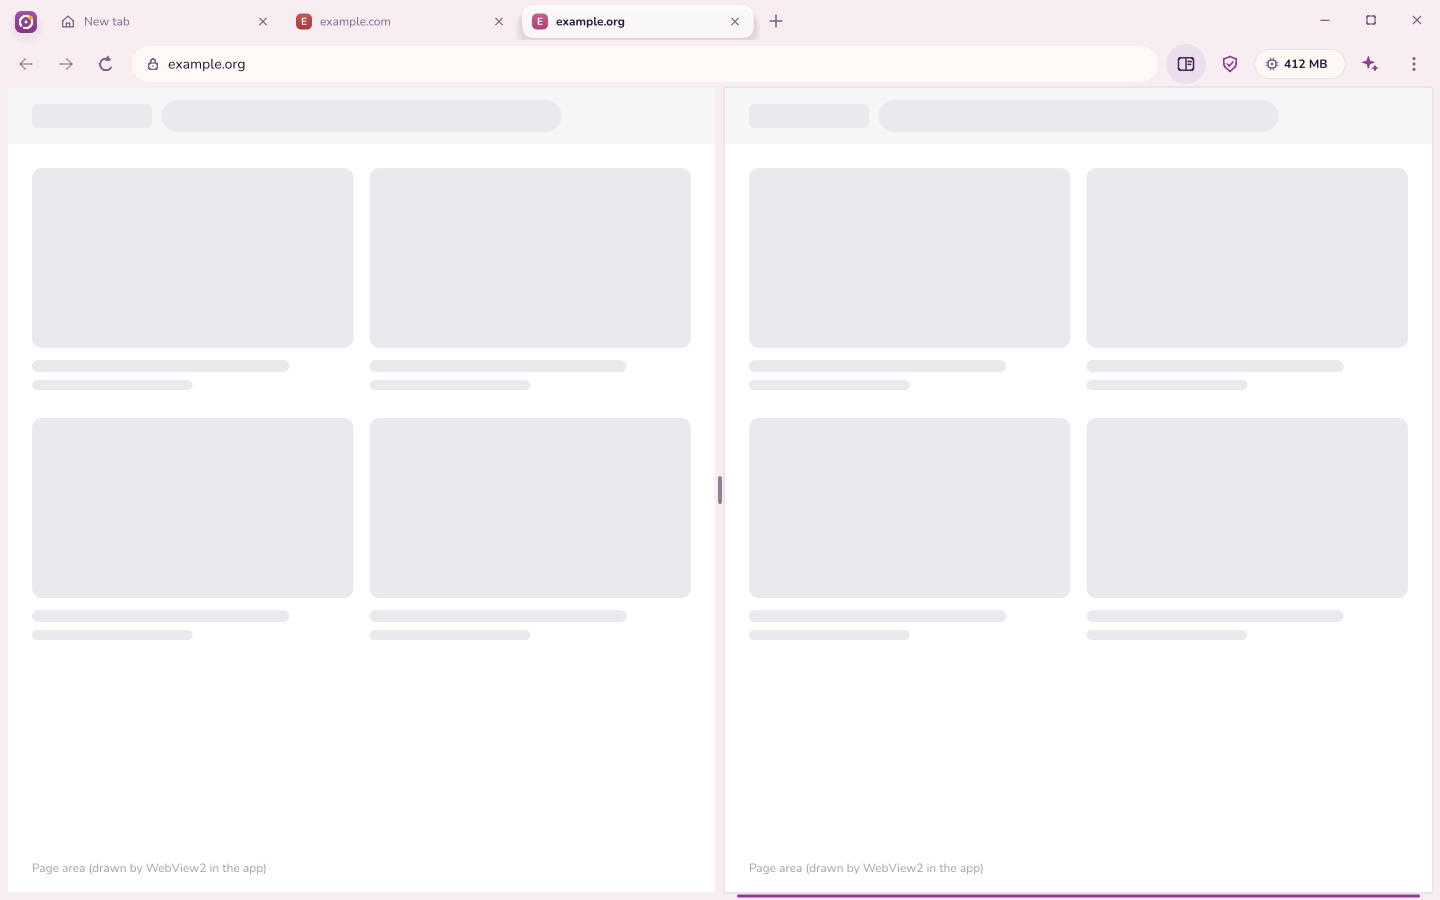 New tab
E example.com
E example.org
example.org
412 MB
Page area (drawn by WebView2 in the app)
Page area (drawn by WebView2 in the app)